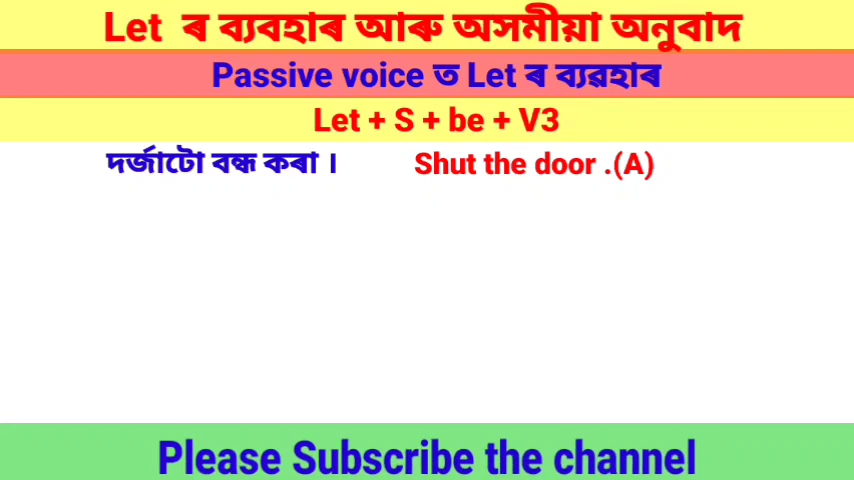 Let ৰ ব্যবহাৰ আৰু অসমীয়া অনুবাদ
Passive voice ত Let ৰ ব্যৱহাৰ
Let + S + be + V3
দৰ্জাটো বন্ধ কৰা । Shut the door .(A)
Please Subscribe the channel